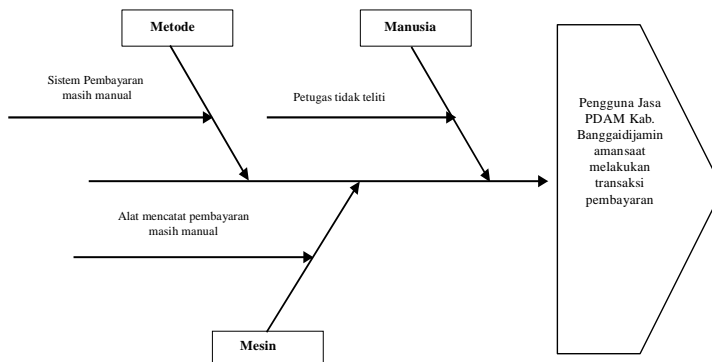 Metode
Manusia
Sistem Pembayaran
masih manual
Petugas tidak teliti
Pengguna Jasa
PDAM Kab.
Banggaidijamin
amansaat
melakukan
transaksi
pembayaran
Alat mencatat pembayaran
masih manual
Mesin